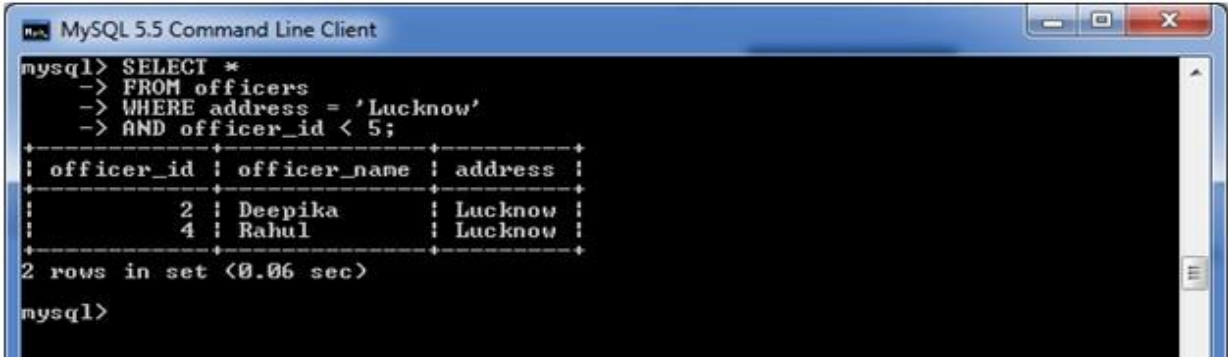 MySQL 5.5 Command Line Client
mysql> SELECT *
    -> FROM officers
    -> WHERE address = 'Lucknow'
    -> AND officer_id < 5;
+------------+--------------+---------+
| officer_id | officer_name | address |
+------------+--------------+---------+
|          2 | Deepika      | Lucknow |
|          4 | Rahul        | Lucknow |
+------------+--------------+---------+
2 rows in set (0.06 sec)
mysql>